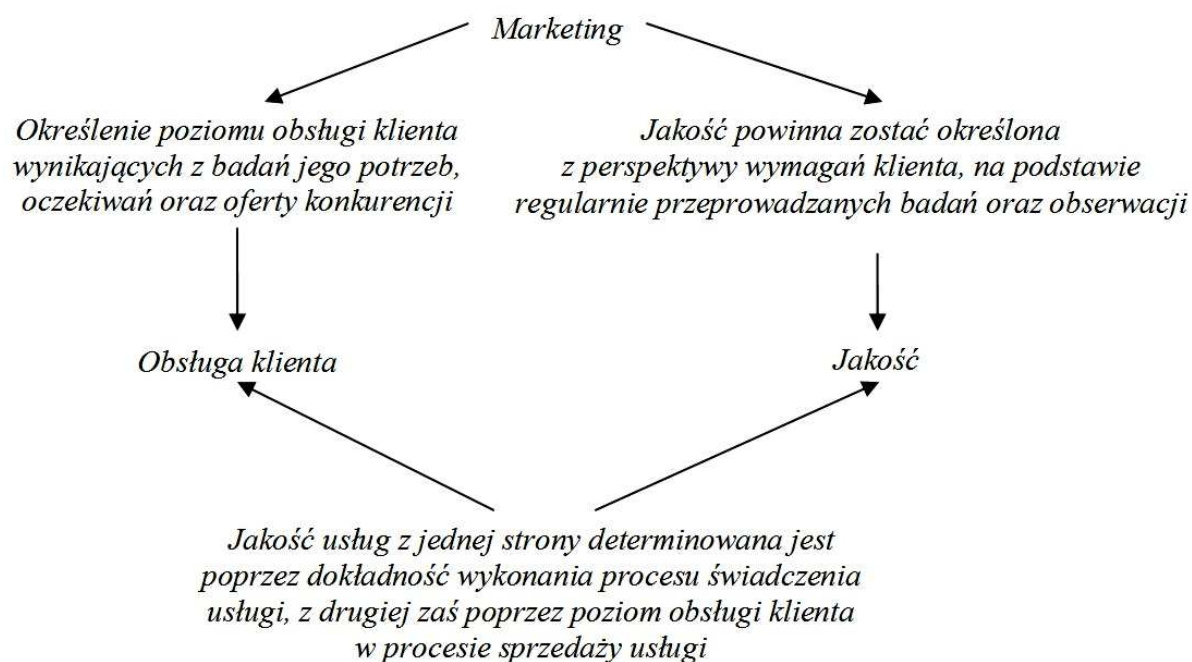 Marketing
Określenie poziomu obsługi klienta
wynikających z badań jego potrzeb,
oczekiwań oraz oferty konkurencji
Jakość powinna zostać określona
z perspektywy wymagań klienta, na podstawie
regularnie przeprowadzanych badań oraz obserwacji
Obsługa klienta
Jakość
Jakość usług z jednej strony determinowana jest
poprzez dokładność wykonania procesu świadczenia
usługi, z drugiej zaś poprzez poziom obsługi klienta
w procesie sprzedaży usługi